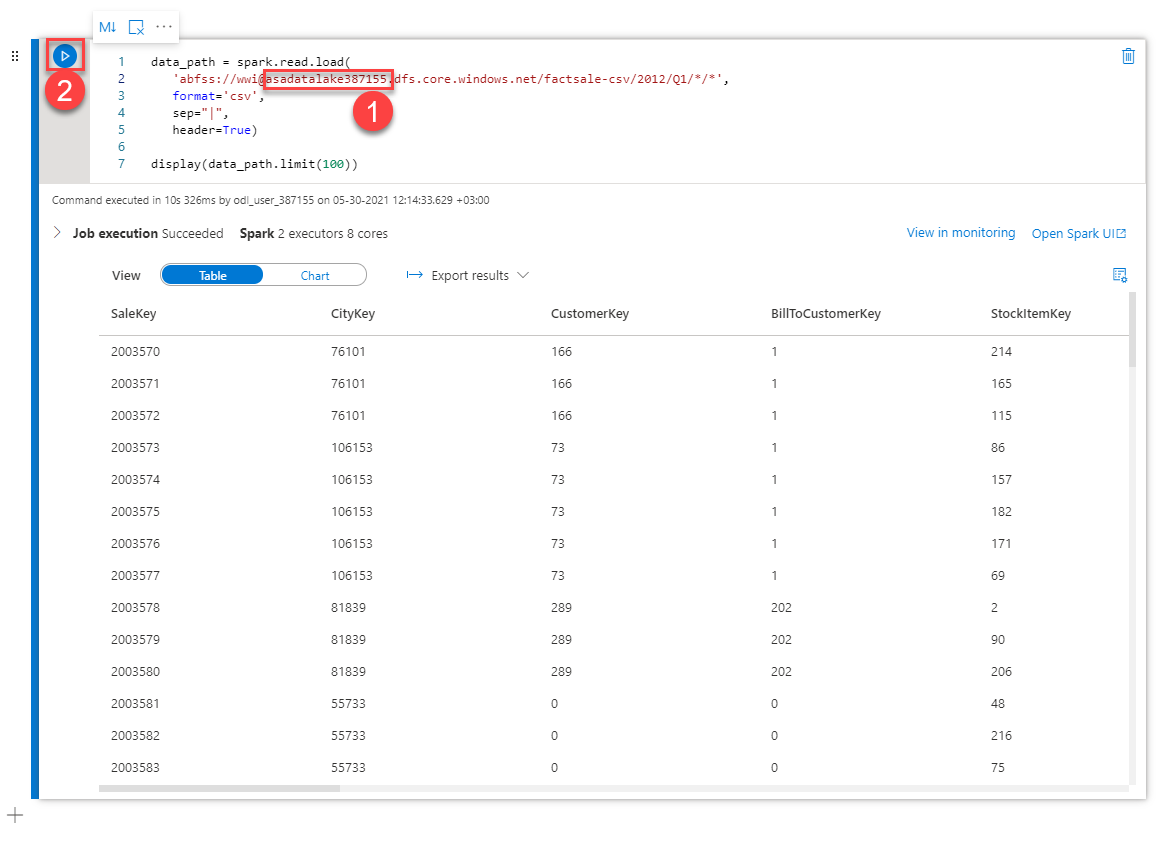 M↓ ···
2
1 data_path = spark.read.load(
2 'abfss://wwi@asadatalake387155.dfs.core.windows.net/factsale-csv/2012/Q1/*/*',
3 format='csv',
4 sep="|",
5 header=True)
6
7 display(data_path.limit(100))
1
Command executed in 10s 326ms by odl_user_387155 on 05-30-2021 12:14:33.629 +03:00
Job execution Succeeded Spark 2 executors 8 cores View in monitoring Open Spark UI
View Table Chart Export results
SaleKey CityKey CustomerKey BillToCustomerKey StockItemKey
2003570 76101 166 1 214
2003571 76101 166 1 165
2003572 76101 166 1 115
2003573 106153 73 1 86
2003574 106153 73 1 157
2003575 106153 73 1 182
2003576 106153 73 1 171
2003577 106153 73 1 69
2003578 81839 289 202 2
2003579 81839 289 202 90
2003580 81839 289 202 206
2003581 55733 0 0 48
2003582 55733 0 0 216
2003583 55733 0 0 75